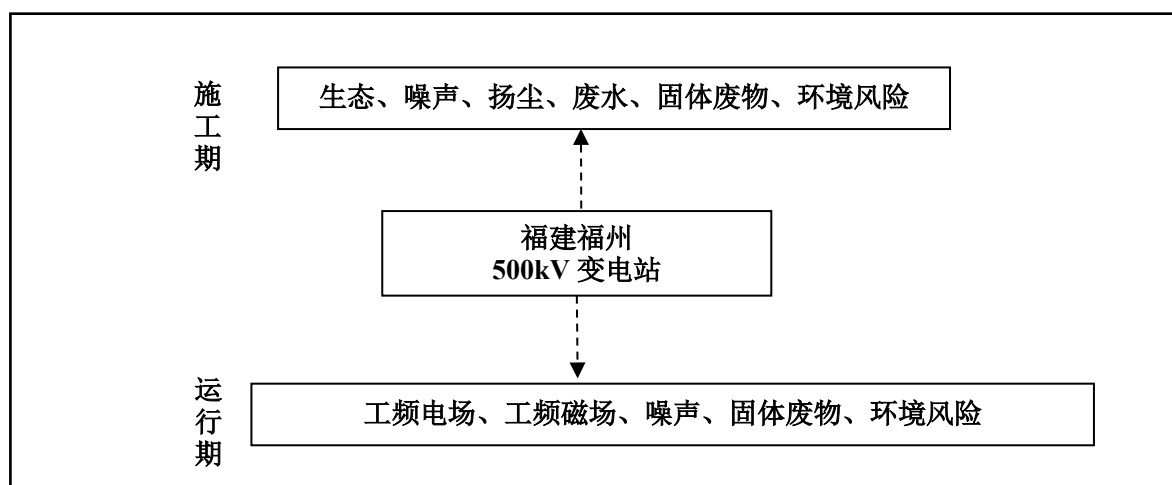 施工期
生态、噪声、扬尘、废水、固体废物、环境风险
福建福州
500kV 变电站
运行期
工频电场、工频磁场、噪声、固体废物、环境风险